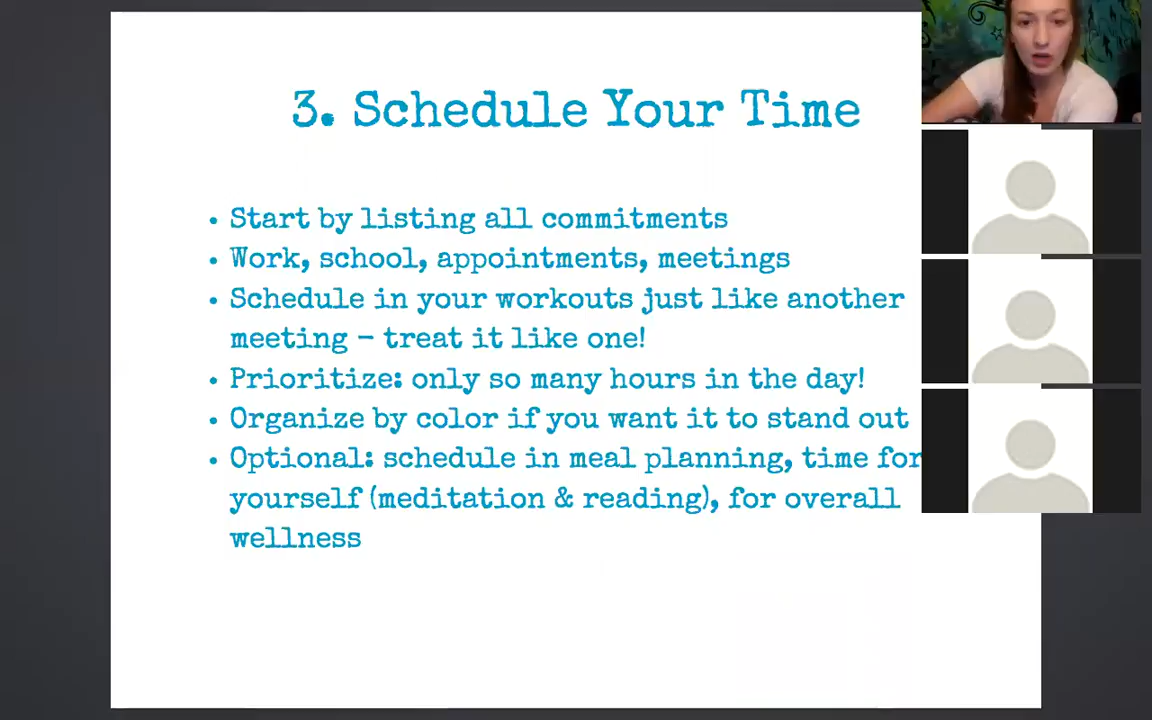 3. Schedule Your Time
• Start by listing all commitments
• Work, school, appointments, meetings
• Schedule in your workouts just like another
meeting – treat it like one!
• Prioritize: only so many hours in the day!
• Organize by color if you want it to stand out
• Optional: schedule in meal planning, time for
yourself (meditation & reading), for overall
wellness